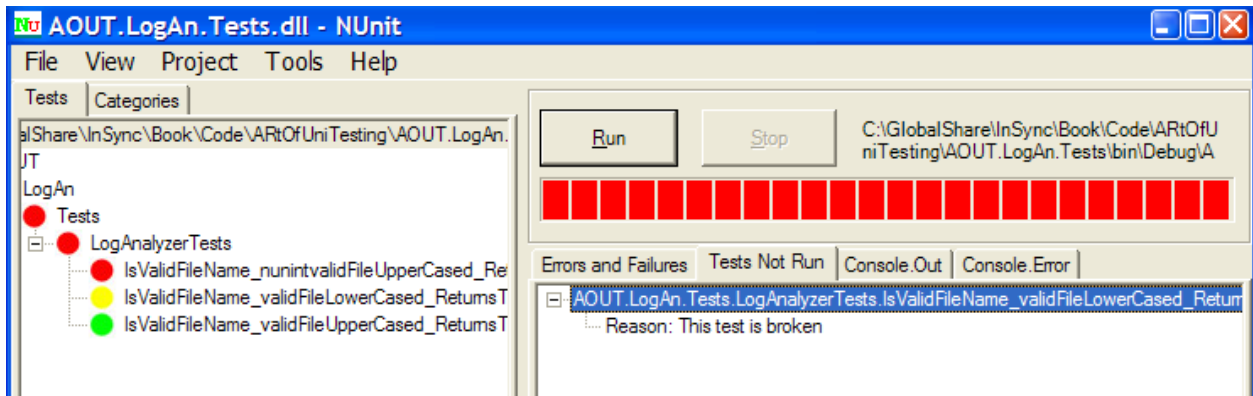 Nu AOUT.LogAn.Tests.dll - NUnit
File View Project Tools Help
Tests Categories
alShare\InSync\Book\Code\ARtOfUniTesting\AOUT.LogAn.
UT
LogAn
Tests
LogAnalyzerTests
IsValidFileName_nunintvalidFileUpperCased_Re
IsValidFileName_validFileLowerCased_ReturnsT
IsValidFileName_validFileUpperCased_ReturnsT
Run Stop
C:\GlobalShare\InSync\Book\Code\ARtOfU
niTesting\AOUT.LogAn.Tests\bin\Debug\A
Errors and Failures Tests Not Run Console.Out Console.Error
AOUT.LogAn.Tests.LogAnalyzerTests.IsValidFileName_validFileLowerCased_Return
Reason: This test is broken